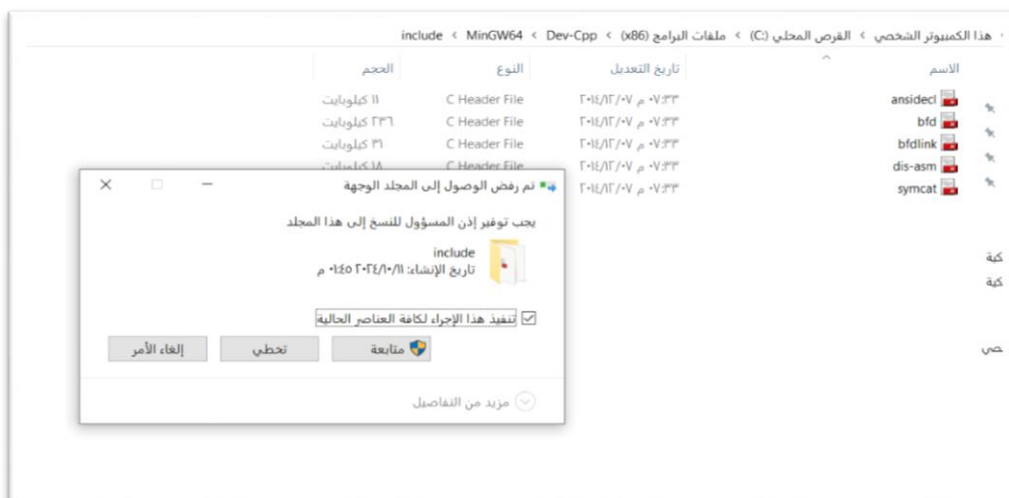 هذا الكمبيوتر الشخصي › القرص المحلي (C:) › ملفات البرامج (x86) › Dev-Cpp › MinGW64 › include
الاسم تاريخ التعديل النوع الحجم
ansidecl ٢٠١٤/١٢/٠٧ ٠٧:٣٣ م C Header File ١١ كيلوبايت
bfd ٢٠١٤/١٢/٠٧ ٠٧:٣٣ م C Header File ٢٣٦ كيلوبايت
bfdlink ٢٠١٤/١٢/٠٧ ٠٧:٣٣ م C Header File ٣١ كيلوبايت
dis-asm ٢٠١٤/١٢/٠٧ ٠٧:٣٣ م C Header File ١٨ كيلوبايت
symcat ٢٠١٤/١٢/٠٧ ٠٧:٣٣ م
تم رفض الوصول إلى المجلد الوجهة
يجب توفير إذن المسؤول للنسخ إلى هذا المجلد
include
تاريخ الإنشاء: ٢٠٢٤/١٠/١١ ٠١:٤٥ م
تنفيذ هذا الإجراء لكافة العناصر الحالية
متابعة تخطي إلغاء الأمر
مزيد من التفاصيل
كية
كية
صي